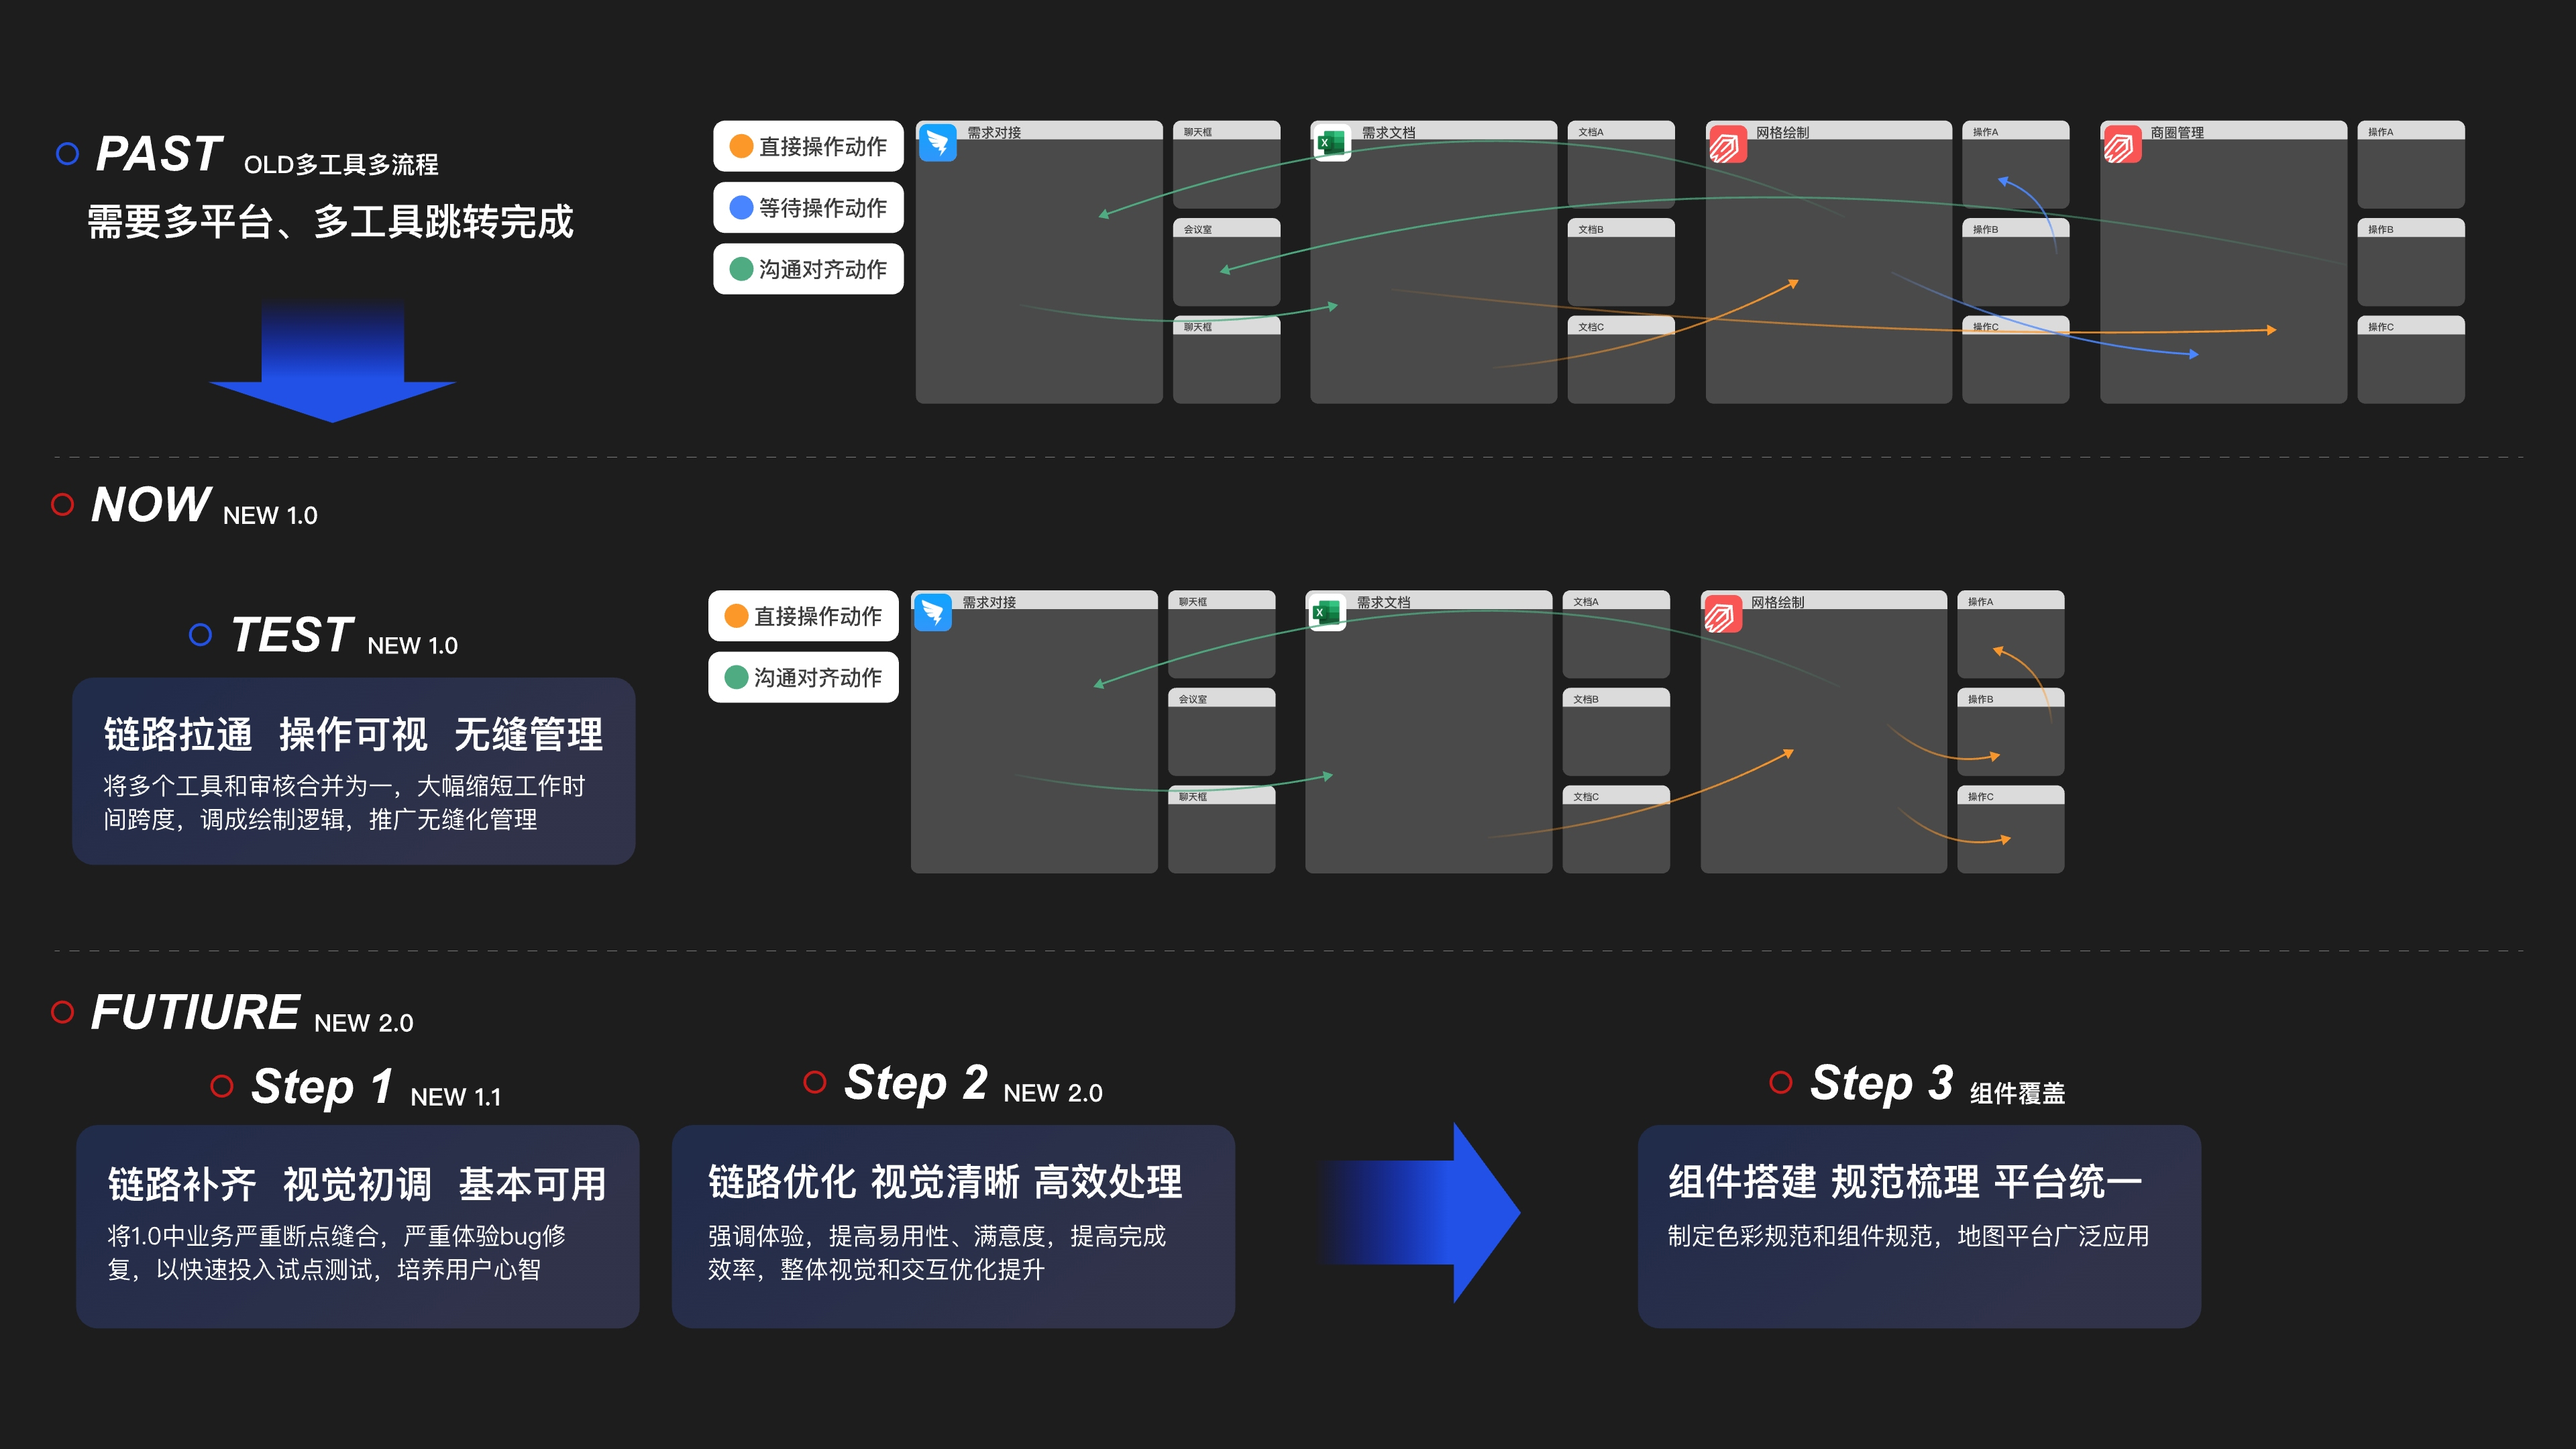 PAST OLD多工具多流程
需要多平台、多工具跳转完成
直接操作动作
等待操作动作
沟通对齐动作
需求对接
聊天框
会议室
聊天框
X
需求文档
文档A
文档B
文档C
网格绘制
操作A
操作B
操作C
商圈管理
操作A
操作B
操作C
NOW NEW 1.0
TEST NEW 1.0
链路拉通 操作可视 无缝管理
将多个工具和审核合并为一，大幅缩短工作时
间跨度，调成绘制逻辑，推广无缝化管理
直接操作动作
沟通对齐动作
需求对接
聊天框
会议室
聊天框
X
需求文档
文档A
文档B
文档C
网格绘制
操作A
操作B
操作C
FUTIURE NEW 2.0
Step 1 NEW 1.1
链路补齐 视觉初调 基本可用
将1.0中业务严重断点缝合，严重体验bug修
复，以快速投入试点测试，培养用户心智
Step 2 NEW 2.0
链路优化 视觉清晰 高效处理
强调体验，提高易用性、满意度，提高完成
效率，整体视觉和交互优化提升
Step 3 组件覆盖
组件搭建 规范梳理 平台统一
制定色彩规范和组件规范，地图平台广泛应用